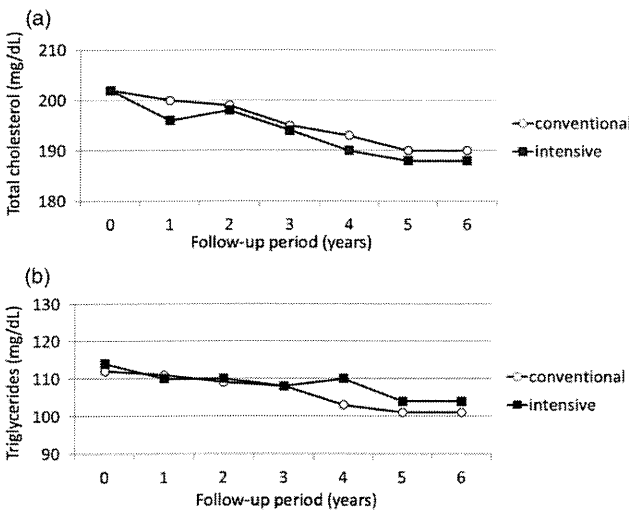 (a)
Total cholesterol (mg/dL)
210
200
190
180
0 1 2 3 4 5 6
Follow-up period (years)
conventional
intensive
(b)
Triglycerides (mg/dL)
130
120
110
100
90
0 1 2 3 4 5 6
Follow-up period (years)
conventional
intensive